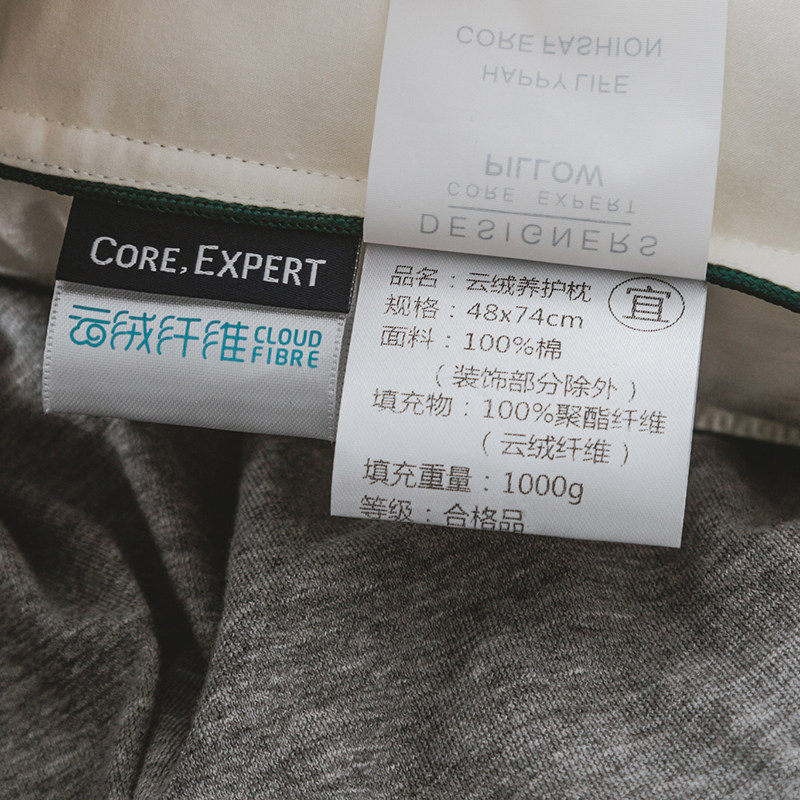 CORE FASHION
HAPPY LIFE
PILLOW
CORE EXPERT
DESIGNERS
CORE, EXPERT
云绒纤维 CLOUD FIBRE
宜
品名：云绒养护枕
规格：48x74cm
面料：100%棉
（装饰部分除外）
填充物：100%聚酯纤维
（云绒纤维）
填充重量：1000g
等级：合格品